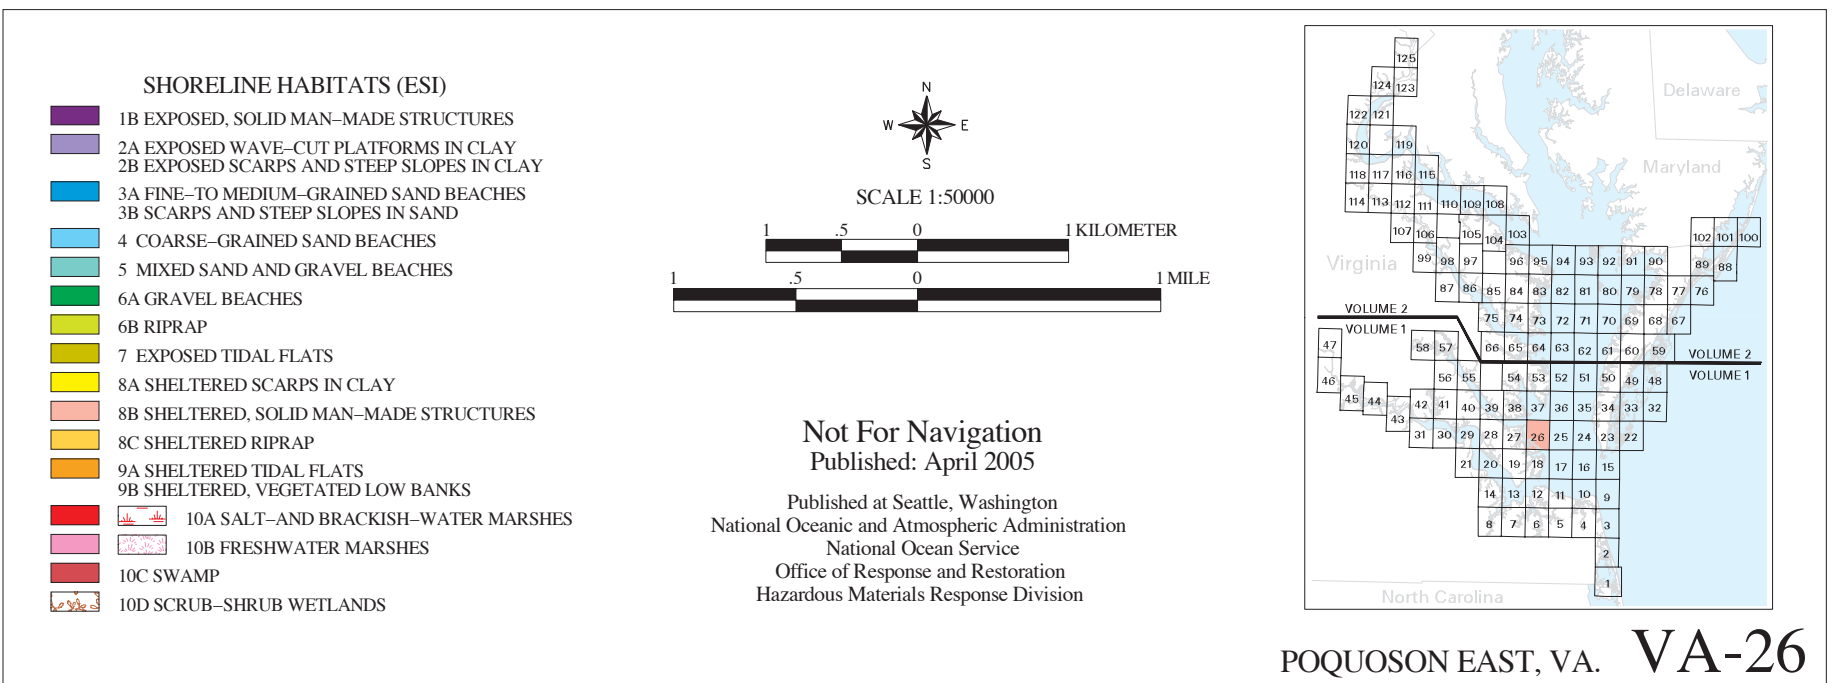 SHORELINE HABITATS (ESI)
1B EXPOSED, SOLID MAN–MADE STRUCTURES
2A EXPOSED WAVE–CUT PLATFORMS IN CLAY
2B EXPOSED SCARPS AND STEEP SLOPES IN CLAY
3A FINE–TO MEDIUM–GRAINED SAND BEACHES
3B SCARPS AND STEEP SLOPES IN SAND
4 COARSE–GRAINED SAND BEACHES
5 MIXED SAND AND GRAVEL BEACHES
6A GRAVEL BEACHES
6B RIPRAP
7 EXPOSED TIDAL FLATS
8A SHELTERED SCARPS IN CLAY
8B SHELTERED, SOLID MAN–MADE STRUCTURES
8C SHELTERED RIPRAP
9A SHELTERED TIDAL FLATS
9B SHELTERED, VEGETATED LOW BANKS
10A SALT–AND BRACKISH–WATER MARSHES
10B FRESHWATER MARSHES
10C SWAMP
10D SCRUB–SHRUB WETLANDS
N
W E
S
SCALE 1:50000
1 .5 0 1 KILOMETER
1 .5 0 1 MILE
Not For Navigation
Published: April 2005
Published at Seattle, Washington
National Oceanic and Atmospheric Administration
National Ocean Service
Office of Response and Restoration
Hazardous Materials Response Division
125
124 123
Delaware
122 121
120 119
Maryland
118 117 116 115
114 113 112 111 110 109 108
107 106 105 104 103 102 101 100
Virginia
99 98 97 96 95 94 93 92 91 90 89 88
87 86 85 84 83 82 81 80 79 78 77 76
VOLUME 2
75 74 73 72 71 70 69 68 67
VOLUME 1
47 58 57 66 65 64 63 62 61 60 59 VOLUME 2
46 56 55 54 53 52 51 50 49 48 VOLUME 1
45 44 43 42 41 40 39 38 37 36 35 34 33 32
31 30 29 28 27 26 25 24 23 22
21 20 19 18 17 16 15
14 13 12 11 10 9
8 7 6 5 4 3
2
1
North Carolina
POQUOSON EAST, VA. VA-26